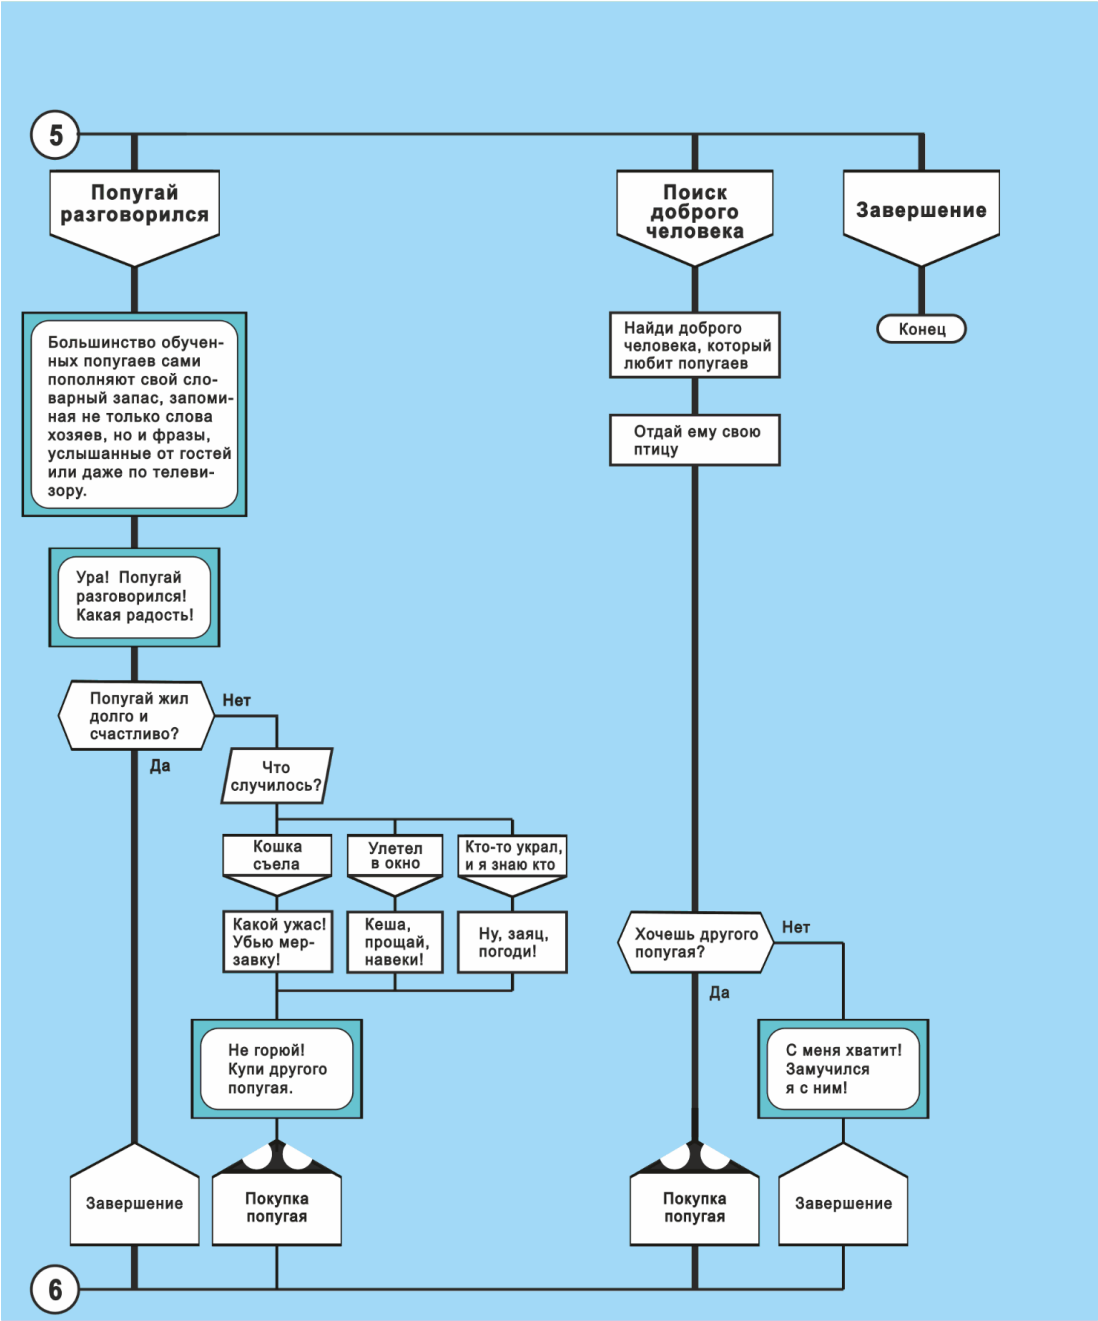 5
Попугай
разговорился
Поиск
доброго
человека
Завершение
Большинство обучен-
ных попугаев сами
пополняют свой сло-
варный запас, запоми-
ная не только слова
хозяев, но и фразы,
услышанные от гостей
или даже по телеви-
зору.
Найди доброго
человека, который
любит попугаев
Конец
Отдай ему свою
птицу
Ура! Попугай
разговорился!
Какая радость!
Попугай жил
долго и
счастливо?
Нет
Да
Что
случилось?
Кошка
съела
Улетел
в окно
Кто-то украл,
и я знаю кто
Какой ужас!
Убью мер-
завку!
Кеша,
прощай,
навеки!
Ну, заяц,
погоди!
Хочешь другого
попугая?
Нет
Да
Не горюй!
Купи другого
попугая.
С меня хватит!
Замучился
я с ним!
Завершение
Покупка
попугая
Покупка
попугая
Завершение
6